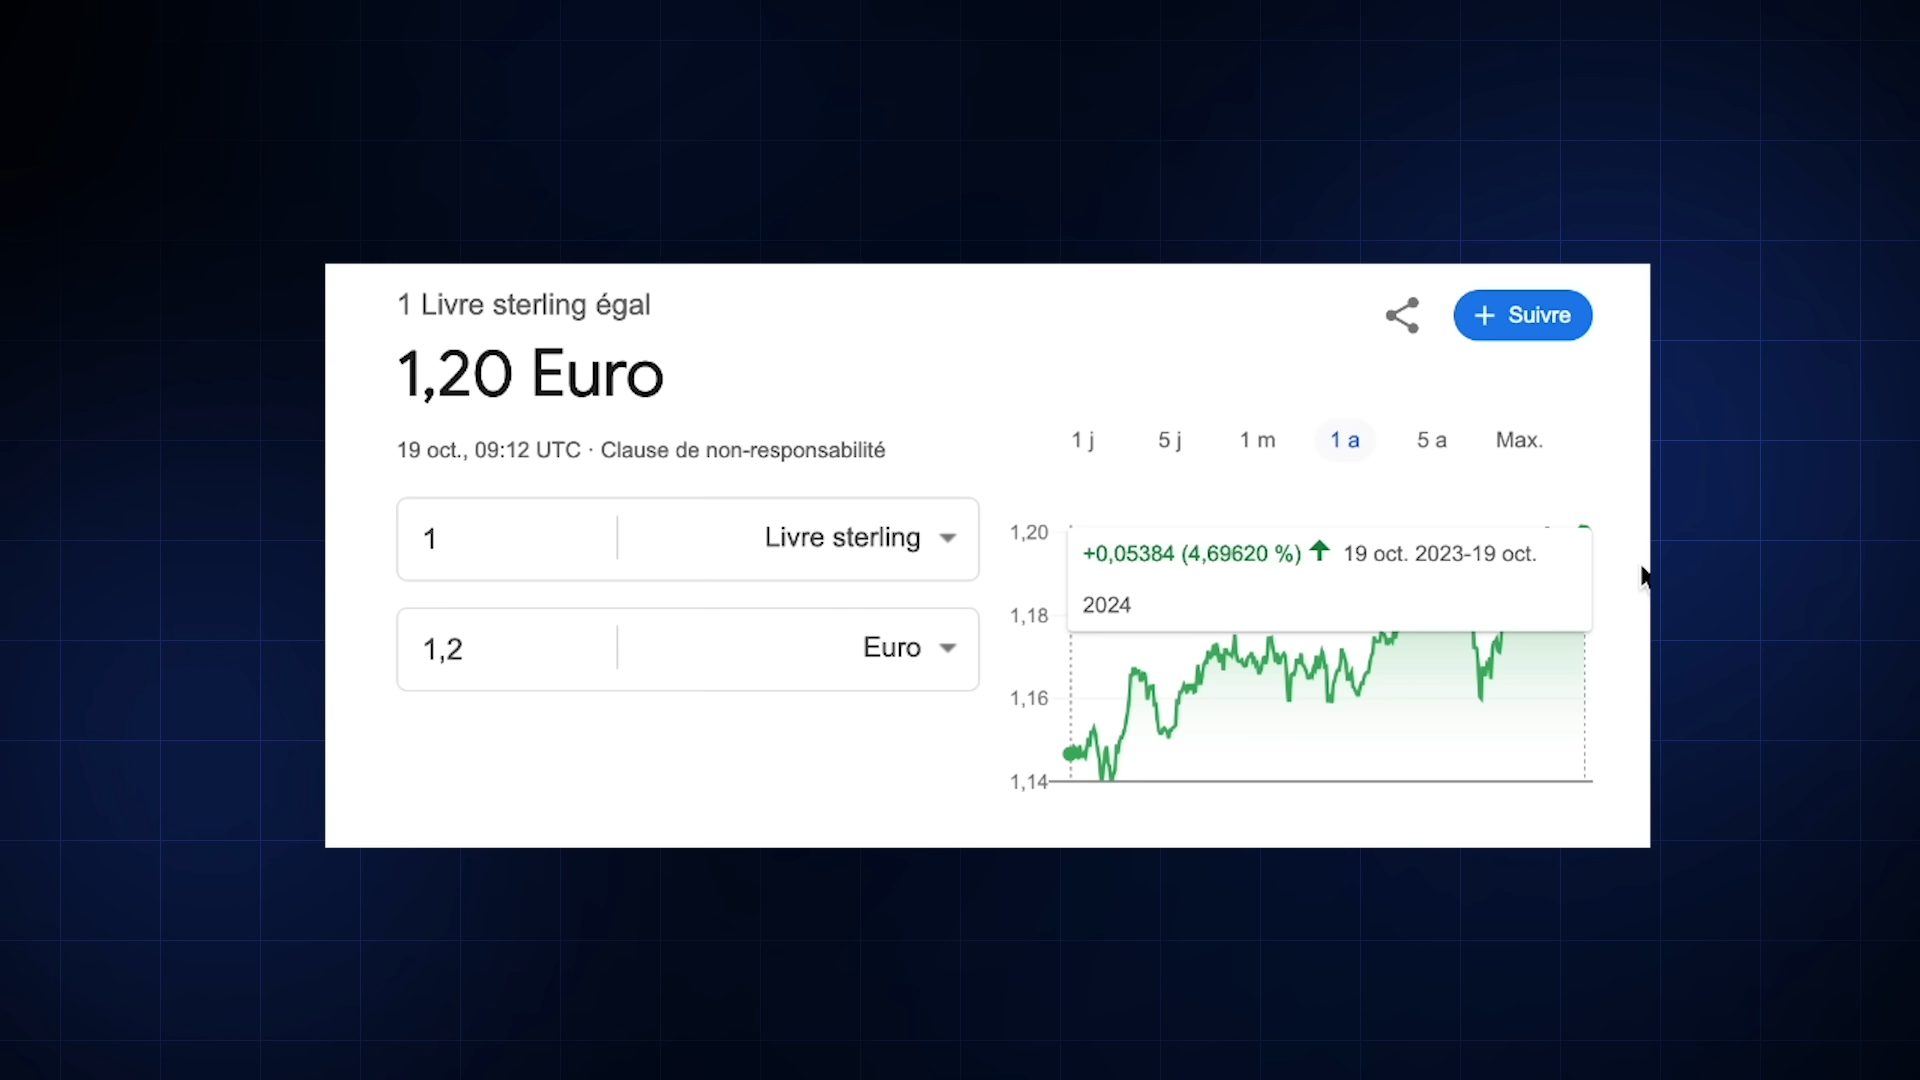 1 Livre sterling égal
+ Suivre
1,20 Euro
19 oct., 09:12 UTC · Clause de non-responsabilité
1 j 5 j 1 m 1 a 5 a Max.
1 Livre sterling
1,2 Euro
1,20
+0,05384 (4,69620 %) 19 oct. 2023-19 oct.
2024
1,18
1,16
1,14